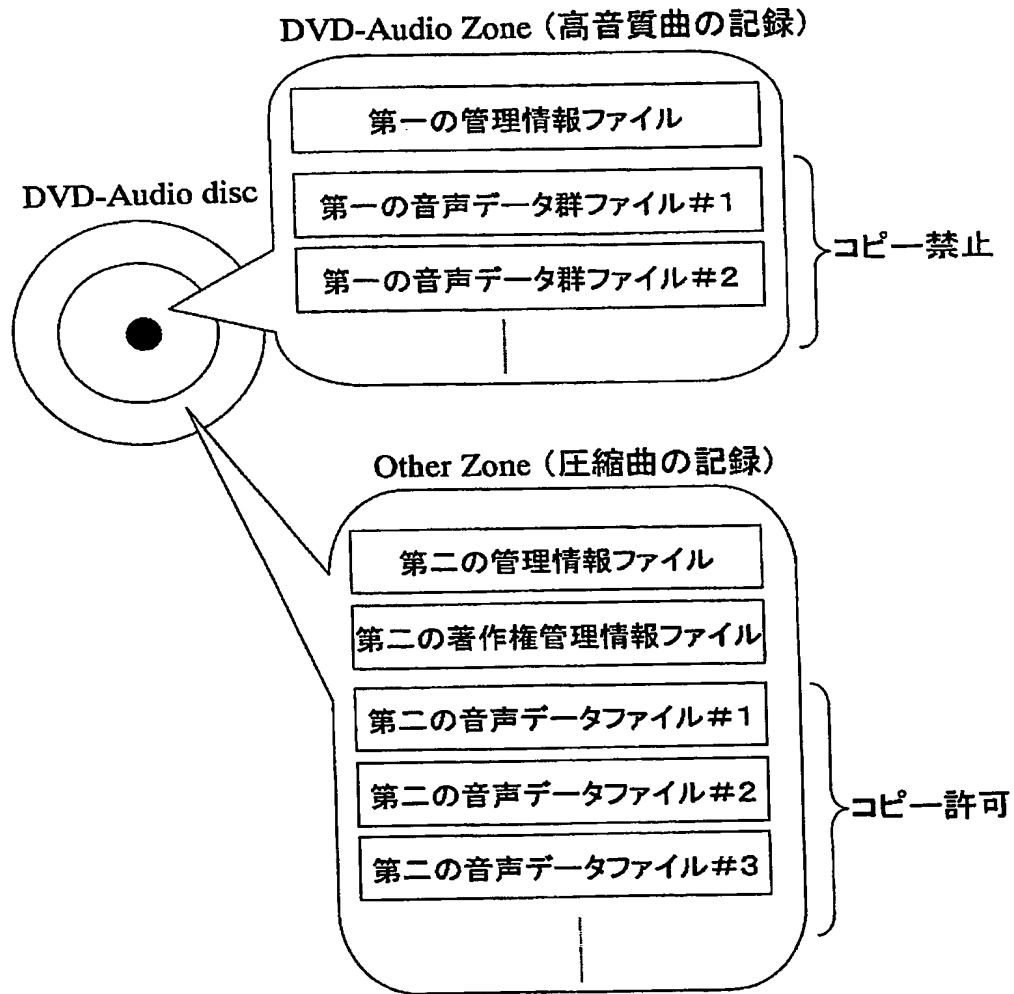 DVD-Audio Zone (高音質曲の記録)
第一の管理情報ファイル
DVD-Audio disc
第一の音声データ群ファイル#1
第一の音声データ群ファイル#2
コピー禁止
Other Zone (圧縮曲の記録)
第二の管理情報ファイル
第二の著作権管理情報ファイル
第二の音声データファイル#1
第二の音声データファイル#2
コピー許可
第二の音声データファイル#3